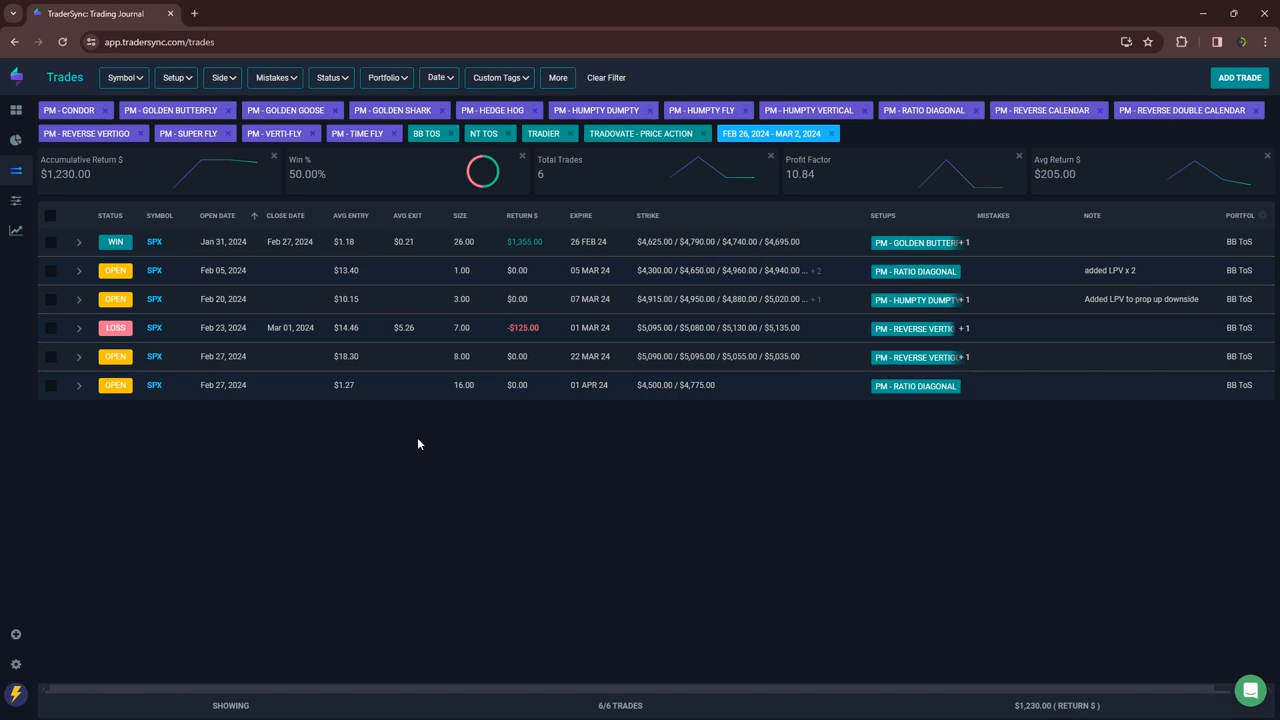 TraderSync: Trading Journal
app.tradersync.com/trades
Trades Symbol Setup Side Mistakes Status Portfolio Date Custom Tags More Clear Filter ADD TRADE
PM - CONDOR PM - GOLDEN BUTTERFLY PM - GOLDEN GOOSE PM - GOLDEN SHARK PM - HEDGE HOG PM - HUMPTY DUMPTY PM - HUMPTY FLY PM - HUMPTY VERTICAL PM - RATIO DIAGONAL PM - REVERSE CALENDAR PM - REVERSE DOUBLE CALENDAR
PM - REVERSE VERTIGO PM - SUPER FLY PM - VERTI-FLY PM - TIME FLY BB TOS NT TOS TRADIER TRADOVATE - PRICE ACTION FEB 26, 2024 - MAR 2, 2024
Accumulative Return $ Win % Total Trades Profit Factor Avg Return $
$1,230.00 50.00% 6 10.84 $205.00
STATUS SYMBOL OPEN DATE CLOSE DATE AVG ENTRY AVG EXIT SIZE RETURN $ EXPIRE STRIKE SETUPS MISTAKES NOTE PORTFOL
WIN SPX Jan 31, 2024 Feb 27, 2024 $1.18 $0.21 26.00 $1,355.00 26 FEB 24 $4,625.00 / $4,790.00 / $4,740.00 / $4,695.00 PM - GOLDEN BUTTERF + 1 BB ToS
OPEN SPX Feb 05, 2024 $13.40 1.00 $0.00 05 MAR 24 $4,300.00 / $4,650.00 / $4,960.00 / $4,940.00 ... + 2 PM - RATIO DIAGONAL added LPV x 2 BB ToS
OPEN SPX Feb 20, 2024 $10.15 3.00 $0.00 07 MAR 24 $4,915.00 / $4,950.00 / $4,880.00 / $5,020.00 ... + 1 PM - HUMPTY DUMPT + 1 Added LPV to prop up downside BB ToS
LOSS SPX Feb 23, 2024 Mar 01, 2024 $14.46 $5.26 7.00 -$125.00 01 MAR 24 $5,095.00 / $5,080.00 / $5,130.00 / $5,135.00 PM - REVERSE VERTIG + 1 BB ToS
OPEN SPX Feb 27, 2024 $18.30 8.00 $0.00 22 MAR 24 $5,090.00 / $5,095.00 / $5,055.00 / $5,035.00 PM - REVERSE VERTIG + 1 BB ToS
OPEN SPX Feb 27, 2024 $1.27 16.00 $0.00 01 APR 24 $4,500.00 / $4,775.00 PM - RATIO DIAGONAL BB ToS
SHOWING 6/6 TRADES $1,230.00 ( RETURN $ )